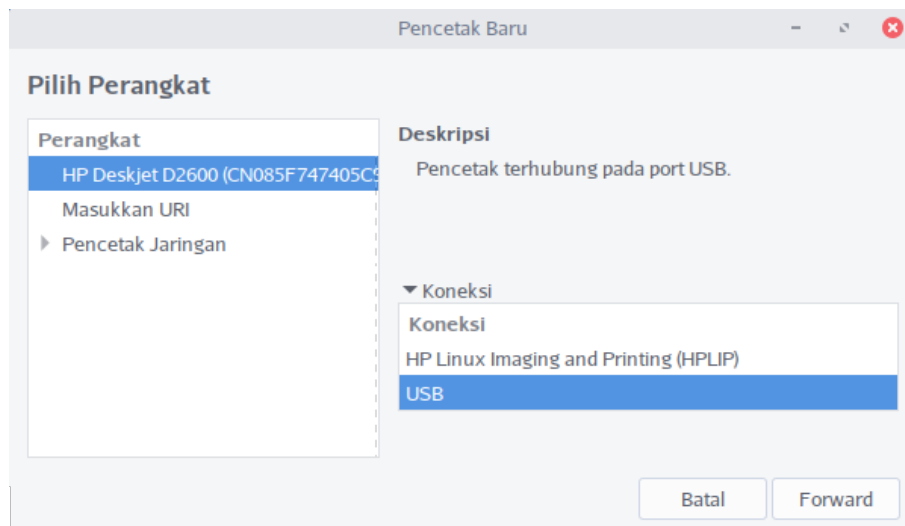 Pencetak Baru
Pilih Perangkat
Perangkat
HP Deskjet D2600 (CN085F747405C9
Masukkan URI
Pencetak Jaringan
Deskripsi
Pencetak terhubung pada port USB.
Koneksi
Koneksi
HP Linux Imaging and Printing (HPLIP)
USB
Batal
Forward